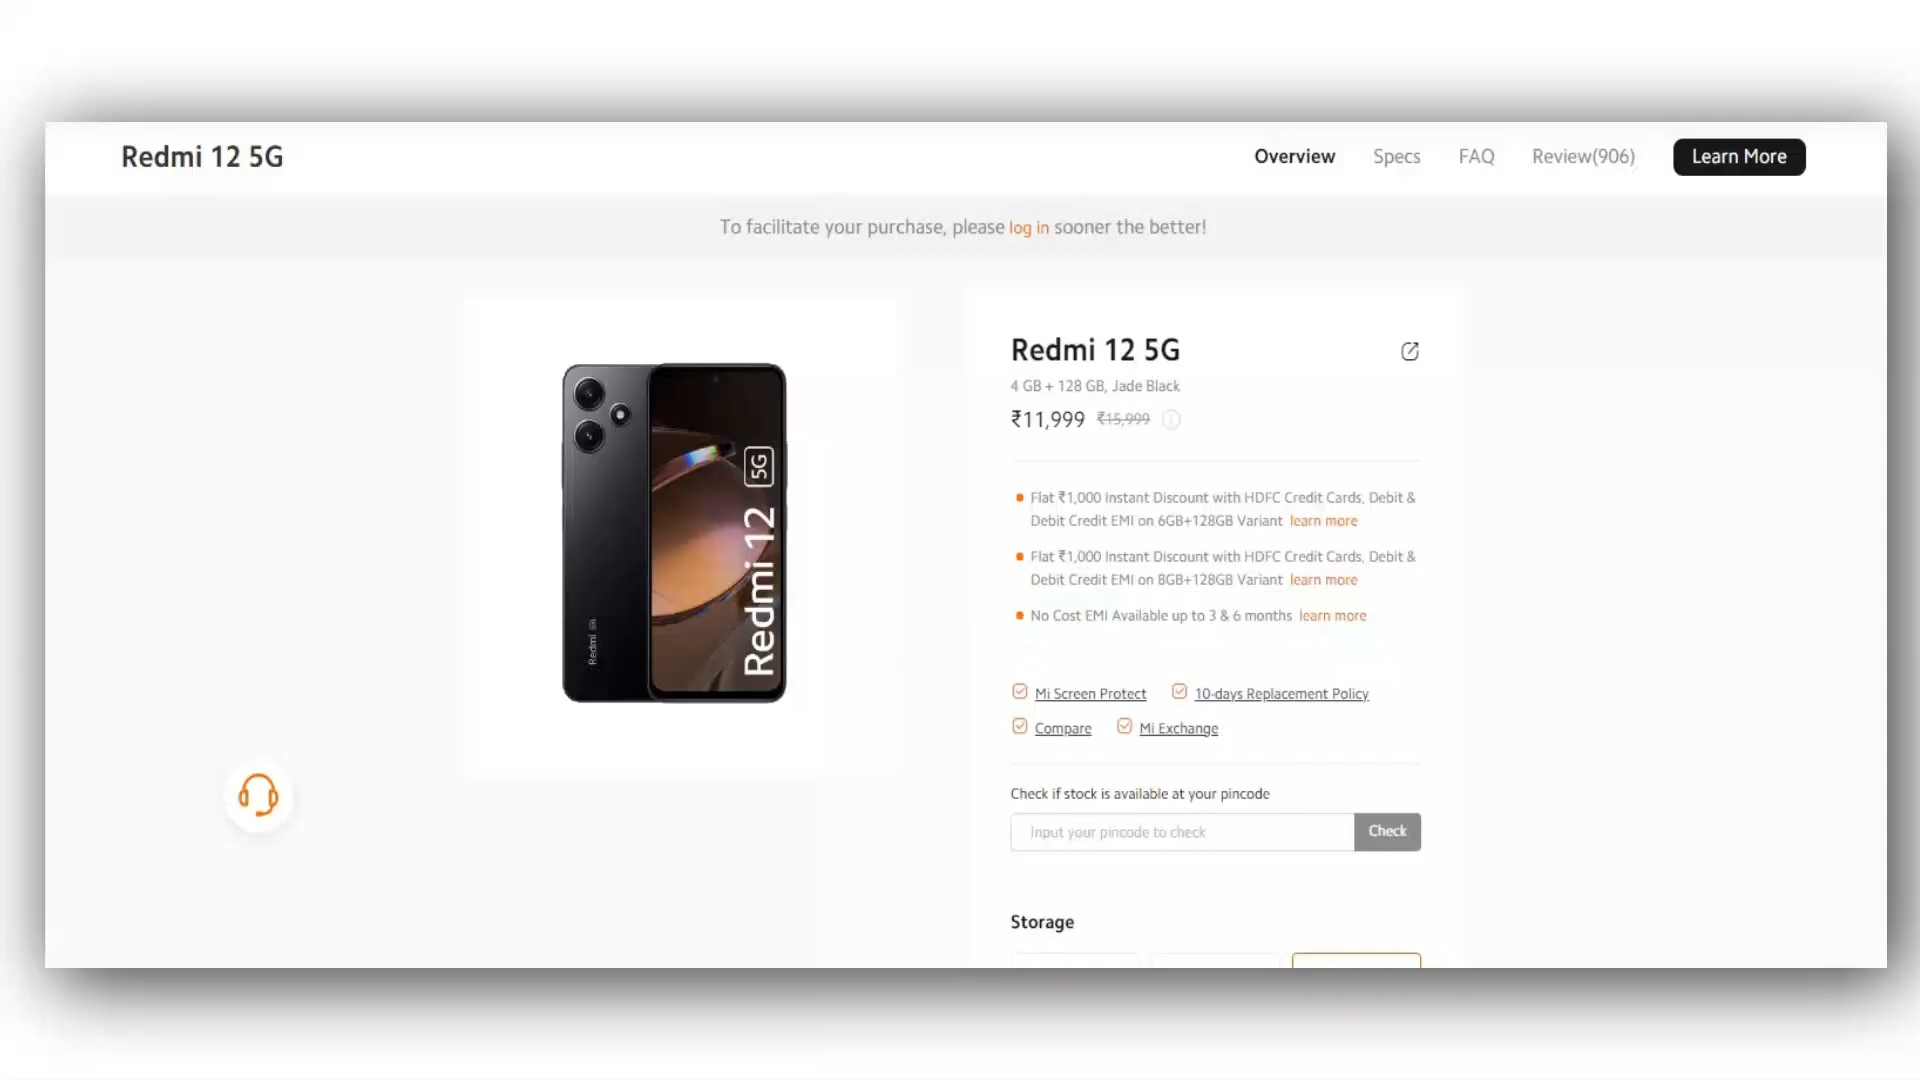 Redmi 12 5G
Overview Specs FAQ Review(906) Learn More
To facilitate your purchase, please log in sooner the better!
Redmi 12 5G
Redmi 5G
Redmi 12 5G
4 GB + 128 GB, Jade Black
₹11,999 ₹15,999
Flat ₹1,000 Instant Discount with HDFC Credit Cards, Debit &
Debit Credit EMI on 6GB+128GB Variant learn more
Flat ₹1,000 Instant Discount with HDFC Credit Cards, Debit &
Debit Credit EMI on 8GB+128GB Variant learn more
No Cost EMI Available up to 3 & 6 months learn more
Mi Screen Protect 10-days Replacement Policy
Compare Mi Exchange
Check if stock is available at your pincode
Input your pincode to check Check
Storage